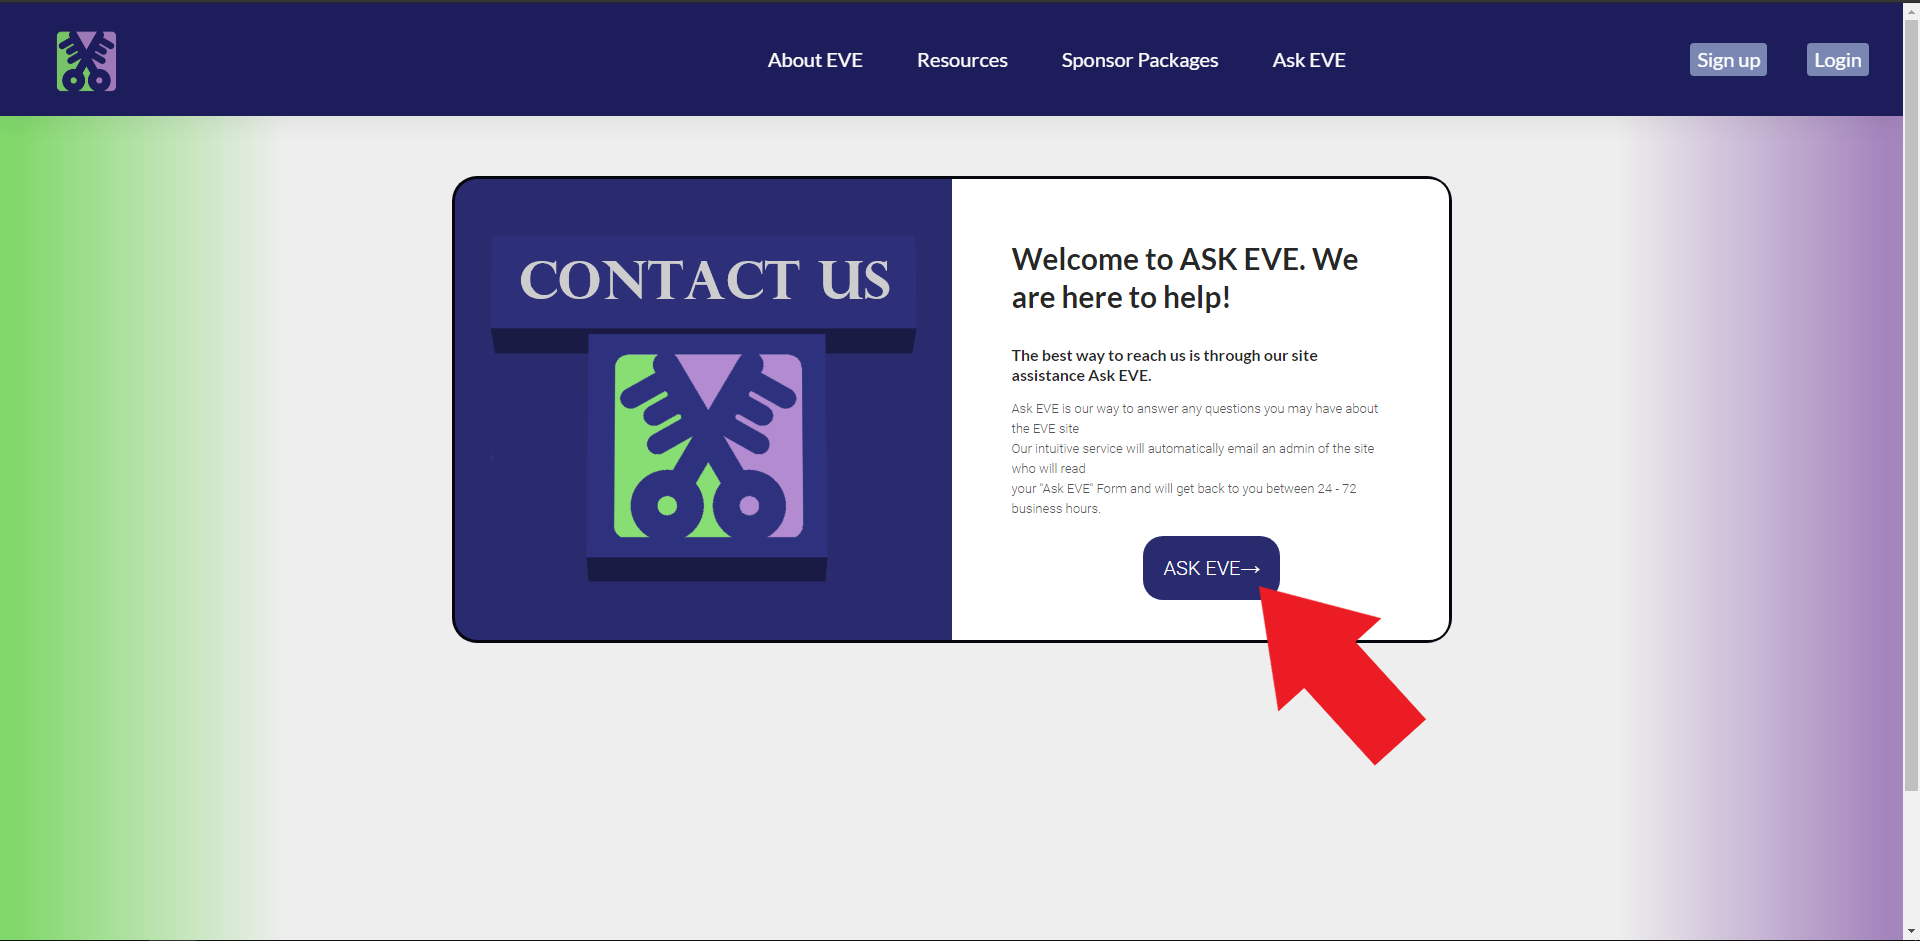 About EVE
Resources
Sponsor Packages
Ask EVE
Sign up
Login
CONTACT US
Welcome to ASK EVE. We
are here to help!
The best way to reach us is through our site
assistance Ask EVE.
Ask EVE is our way to answer any questions you may have about
the EVE site
Our intuitive service will automatically email an admin of the site
who will read
your "Ask EVE" Form and will get back to you between 24 - 72
business hours.
ASK EVE→